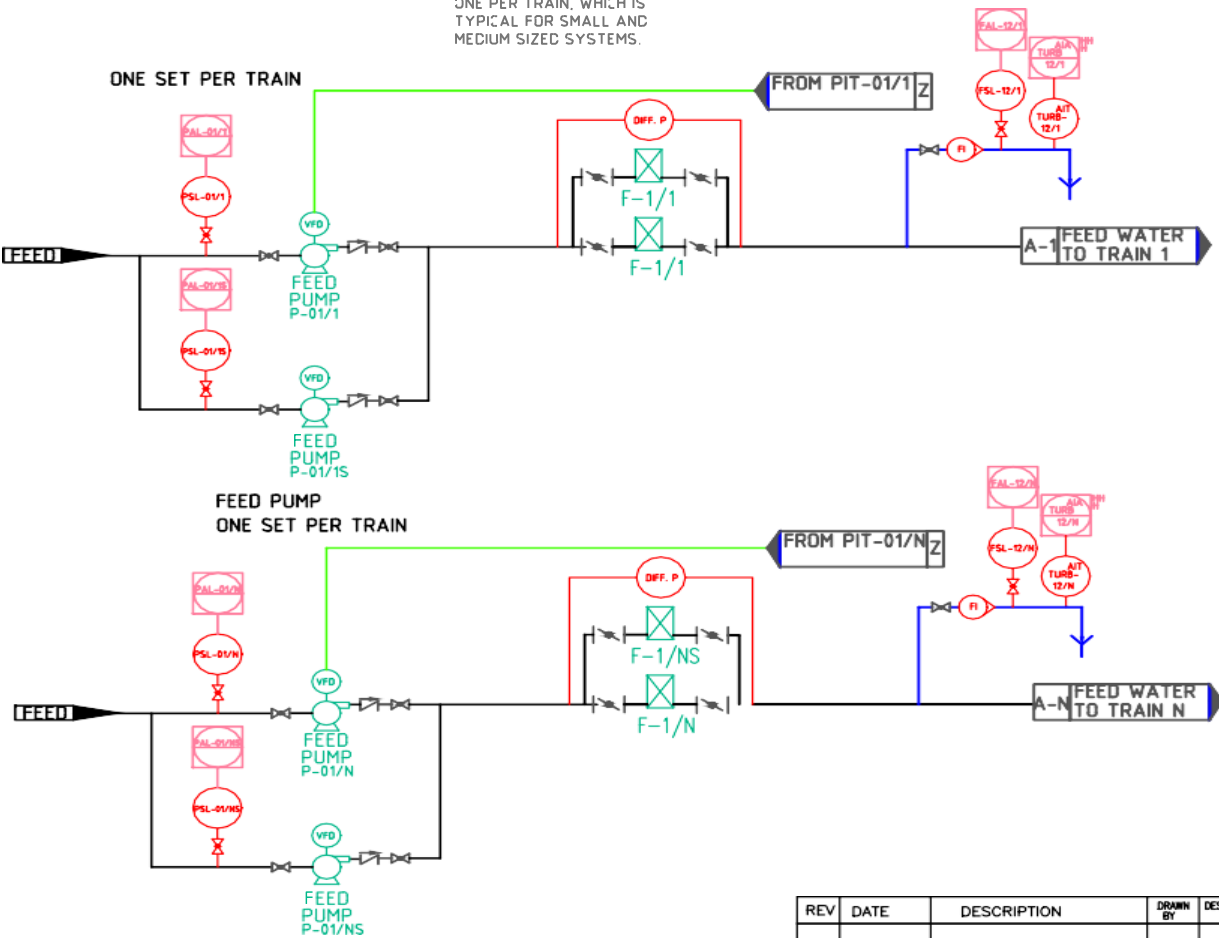 ONE PER TRAIN, WHICH IS
TYPICAL FOR SMALL AND
MEDIUM SIZED SYSTEMS.
ONE SET PER TRAIN
FROM PIT-01/1 Z
FAL-12/1
AIA
TURB
12/1
HH
H
FSL-12/1
AIT
TURB-
12/1
FI
DIFF. P
PAL-01/1
PSL-01/1
VFD
F-1/1
F-1/1
FEED
FEED
PUMP
P-01/1
A-1 FEED WATER
TO TRAIN 1
PAL-01/1S
PSL-01/1S
VFD
FEED
PUMP
P-01/1S
FEED PUMP
ONE SET PER TRAIN
FROM PIT-01/N Z
FAL-12/N
AIA
TURB
12/N
HH
H
FSL-12/N
AIT
TURB-
12/N
FI
DIFF. P
PAL-01/N
PSL-01/N
VFD
F-1/NS
F-1/N
FEED
FEED
PUMP
P-01/N
A-N FEED WATER
TO TRAIN N
PAL-01/NS
PSL-01/NS
VFD
FEED
PUMP
P-01/NS
REV DATE DESCRIPTION DRAWN
BY